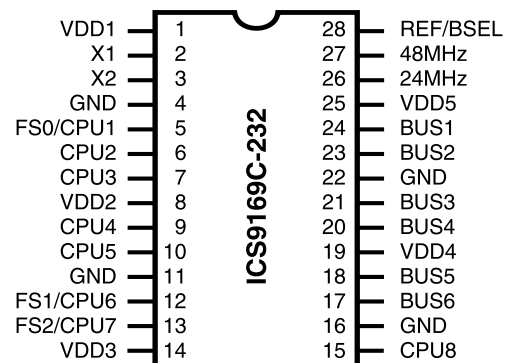 VDD1 1 28 REF/BSEL
X1 2 27 48MHz
X2 3 26 24MHz
GND 4 25 VDD5
FS0/CPU1 5 24 BUS1
CPU2 6 23 BUS2
CPU3 7 22 GND
VDD2 8 21 BUS3
CPU4 9 20 BUS4
CPU5 10 19 VDD4
GND 11 18 BUS5
FS1/CPU6 12 17 BUS6
FS2/CPU7 13 16 GND
VDD3 14 15 CPU8
ICS9169C-232